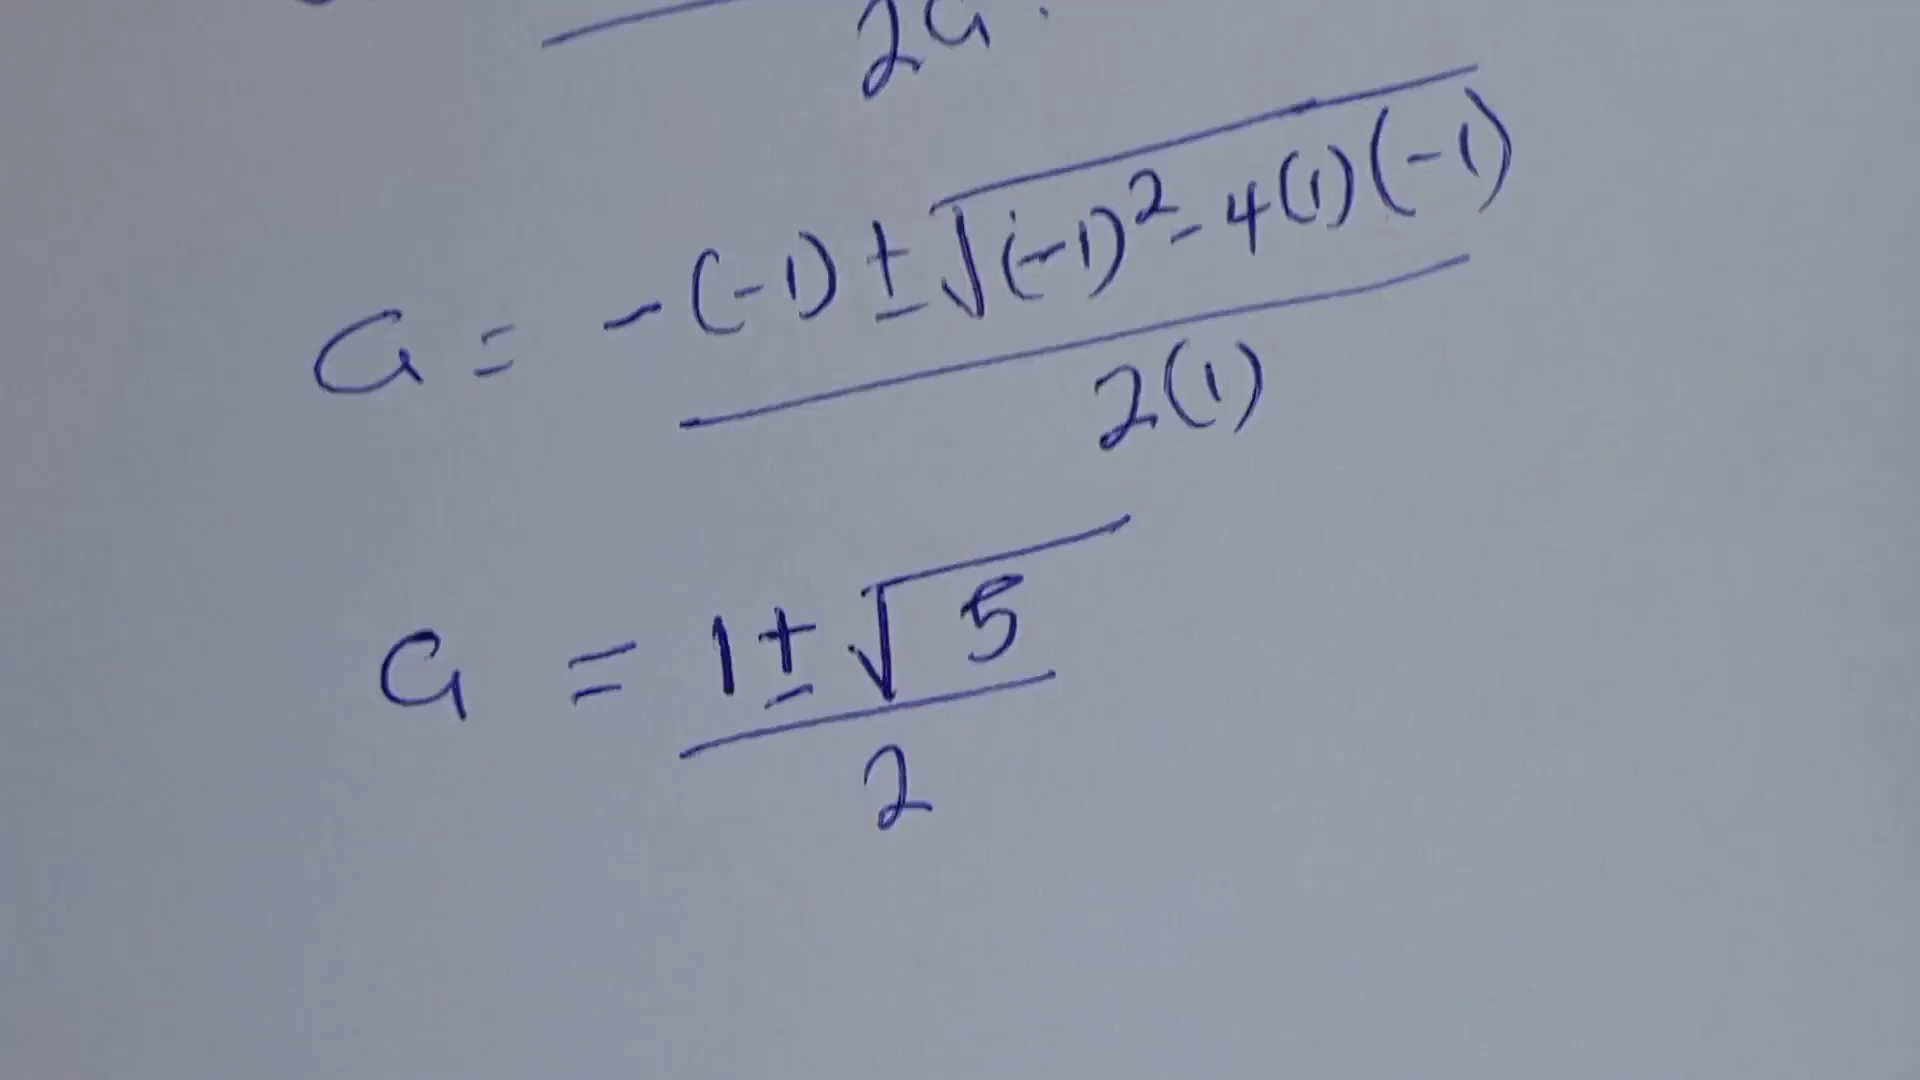 2a.
a = -(-1) ± √(-1)² - 4(1)(-1)
2(1)
a = 1 ± √5
2